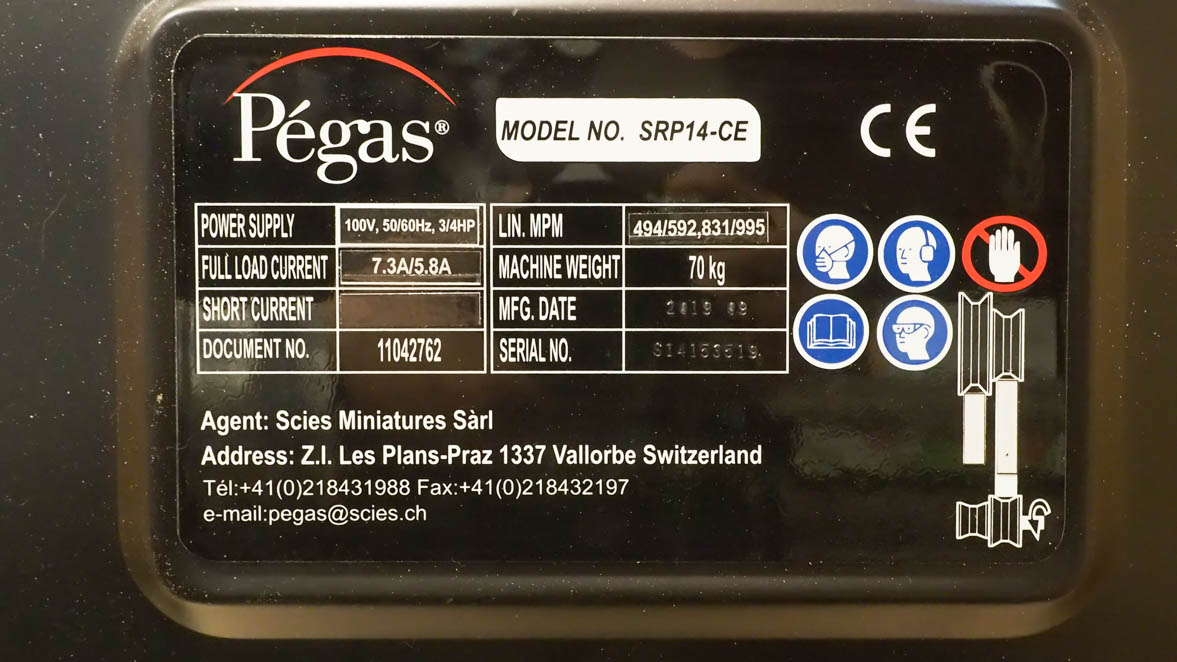 Pégas®
MODEL NO. SRP14-CE
CE
POWER SUPPLY 100V, 50/60Hz, 3/4HP
FULL LOAD CURRENT 7.3A/5.8A
SHORT CURRENT
DOCUMENT NO. 11042762
LIN. MPM 494/592,831/995
MACHINE WEIGHT 70 kg
MFG. DATE
SERIAL NO.
Agent: Scies Miniatures Sàrl
Address: Z.I. Les Plans-Praz 1337 Vallorbe Switzerland
Tél:+41(0)218431988 Fax:+41(0)218432197
e-mail:pegas@scies.ch